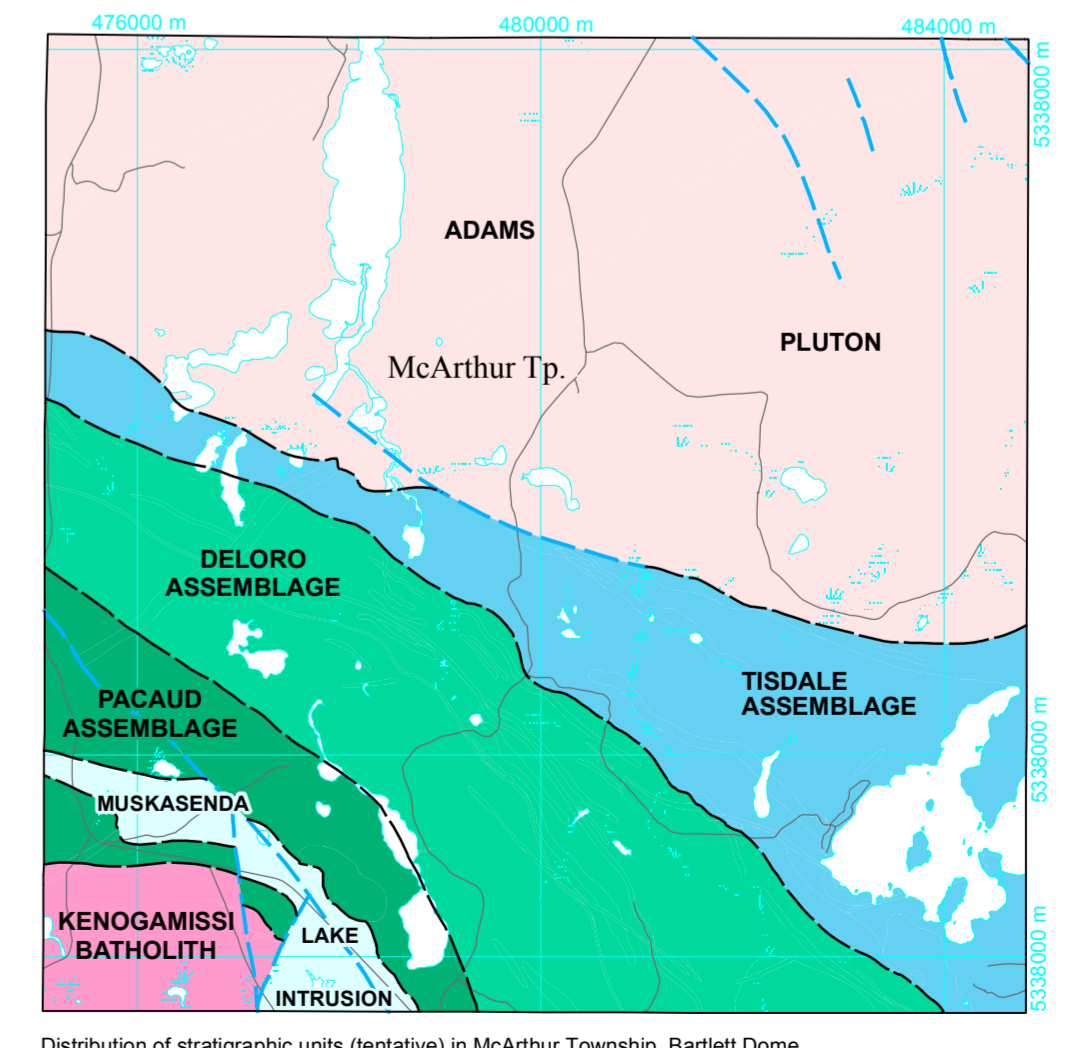 476000 m
480000 m
484000 m
5338000 m
ADAMS
PLUTON
McArthur Tp.
DELORO
ASSEMBLAGE
TISDALE
ASSEMBLAGE
PACAUD
ASSEMBLAGE
5338000 m
MUSKASENDA
KENOGAMISSI
BATHOLITH
LAKE
INTRUSION
5338000 m
Distribution of stratigraphic units (tentative) in McArthur Township, Bartlett Dome